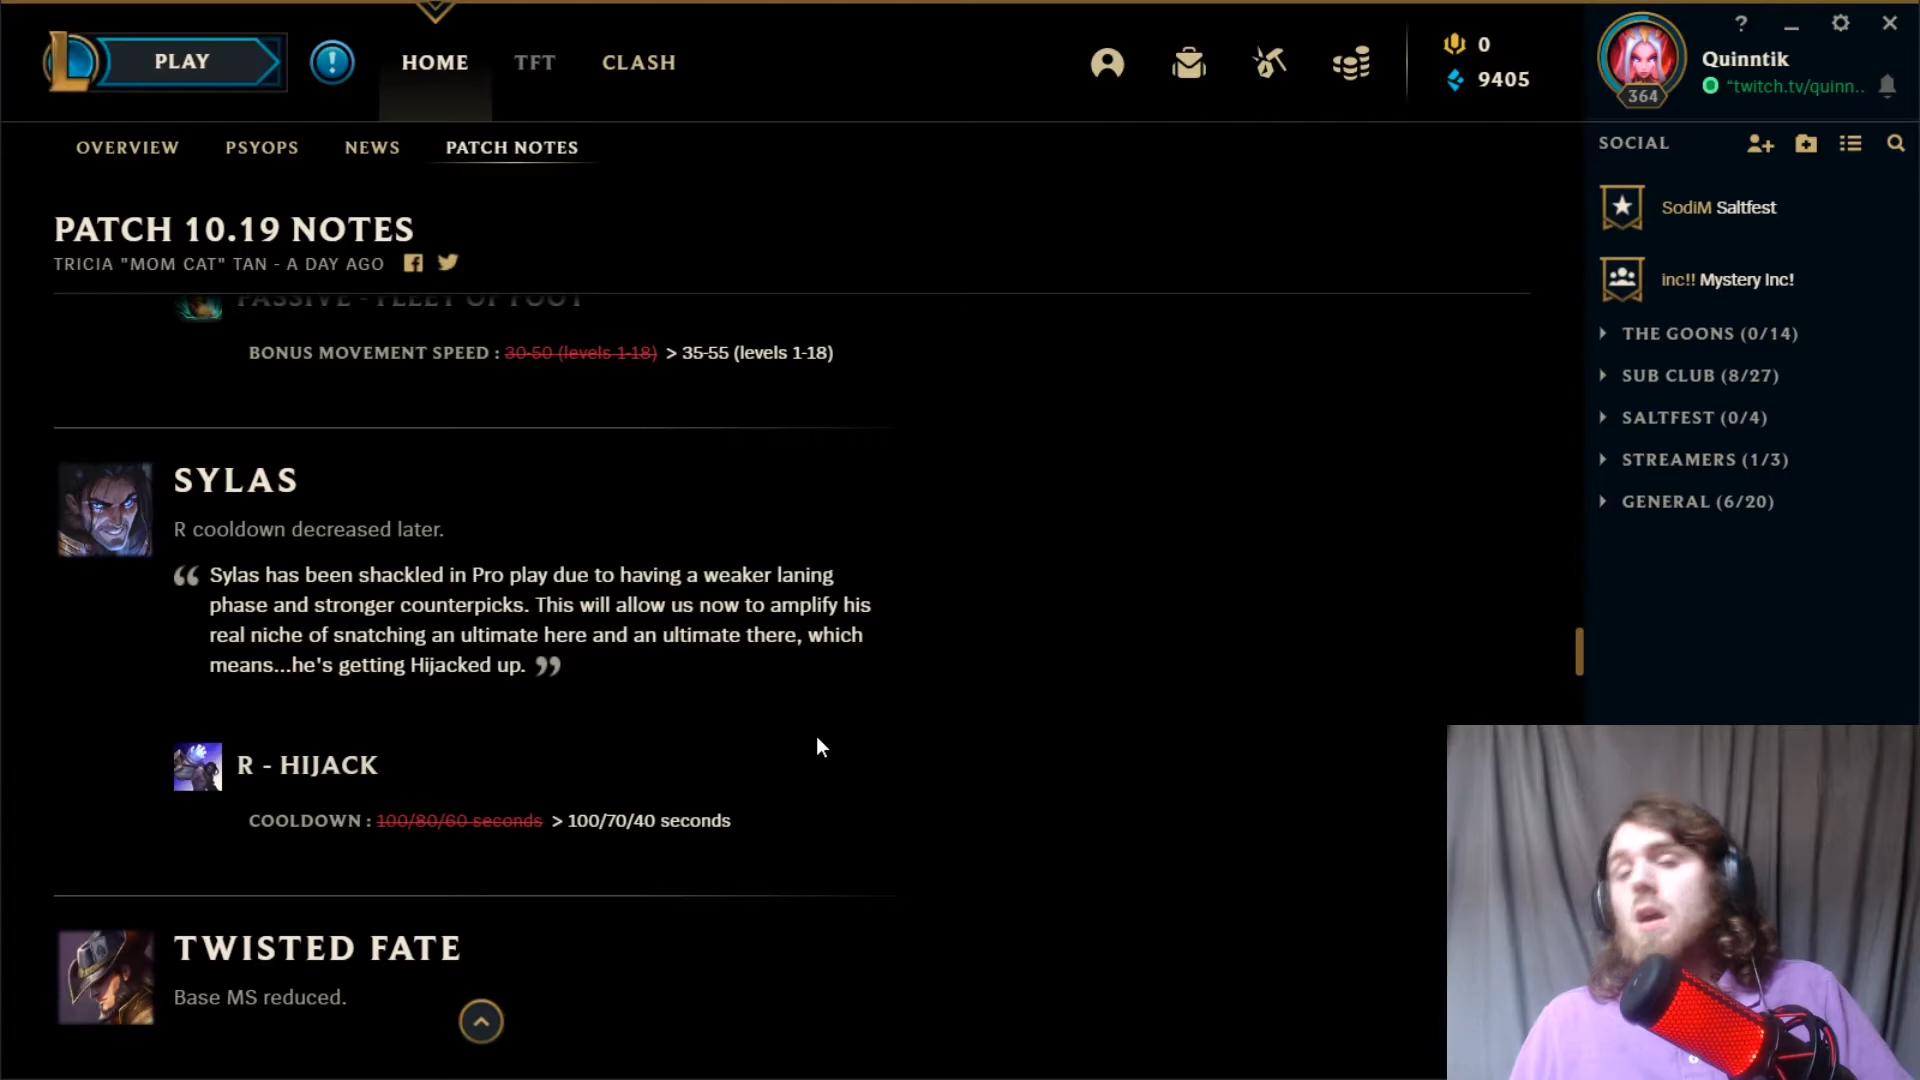 PLAY
HOME
TFT
CLASH
0
9405
?
Quinntik
"twitch.tv/quinn..
364
OVERVIEW
PSYOPS
NEWS
PATCH NOTES
SOCIAL
SodiM Saltfest
inc!! Mystery Inc!
THE GOONS (0/14)
SUB CLUB (8/27)
SALTFEST (0/4)
STREAMERS (1/3)
GENERAL (6/20)
PATCH 10.19 NOTES
TRICIA "MOM CAT" TAN - A DAY AGO
PASSIVE - FLEET OF FOOT
BONUS MOVEMENT SPEED : 30-50 (levels 1-18) > 35-55 (levels 1-18)
SYLAS
R cooldown decreased later.
“ Sylas has been shackled in Pro play due to having a weaker laning
phase and stronger counterpicks. This will allow us now to amplify his
real niche of snatching an ultimate here and an ultimate there, which
means...he's getting Hijacked up. ”
R - HIJACK
COOLDOWN : 100/80/60 seconds > 100/70/40 seconds
TWISTED FATE
Base MS reduced.